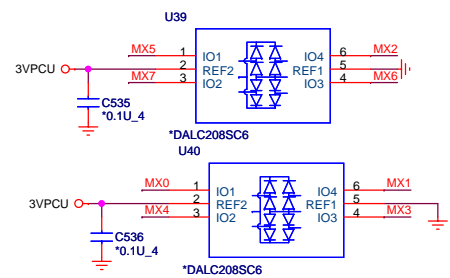 U39
MX5 1 IO1 IO4 6 MX2
3VPCU 2 REF2 REF1 5
MX7 3 IO2 IO3 4 MX6
C535
*0.1U_4
*DALC208SC6
U40
MX0 1 IO1 IO4 6 MX1
3VPCU 2 REF2 REF1 5
MX4 3 IO2 IO3 4 MX3
C536
*0.1U_4
*DALC208SC6